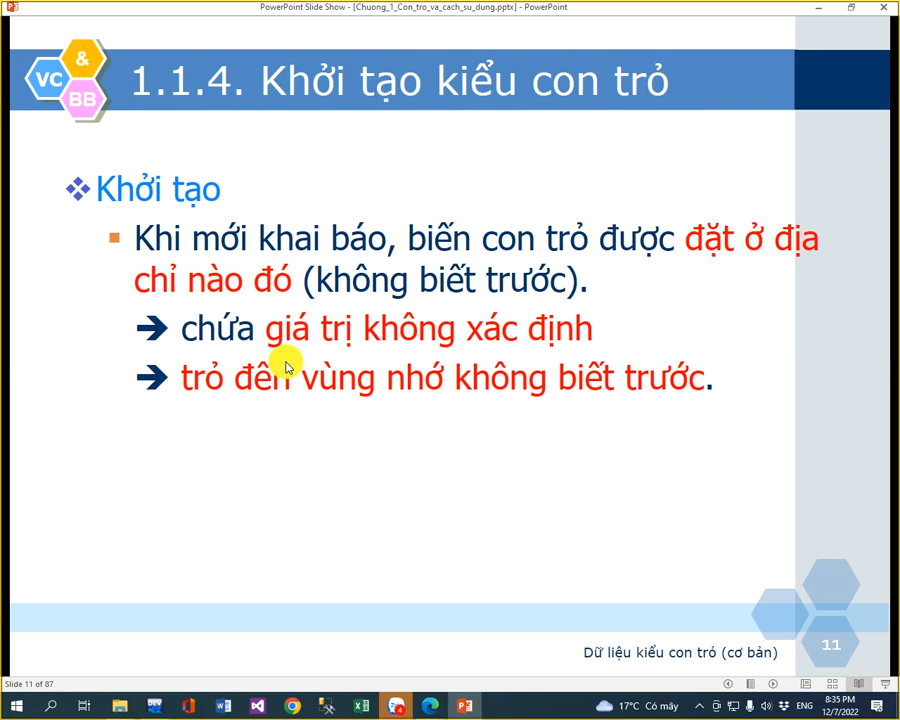 PowerPoint Slide Show - [Chuong_1_Con_tro_va_cach_su_dung.pptx] - PowerPoint
&
VC
BB
1.1.4. Khởi tạo kiểu con trỏ
Khởi tạo
Khi mới khai báo, biến con trỏ được đặt ở địa
chỉ nào đó (không biết trước).
➔ chứa giá trị không xác định
➔ trỏ đến vùng nhớ không biết trước.
11
Dữ liệu kiểu con trỏ (cơ bản)
Slide 11 of 87
17°C Có mây
ENG
8:35 PM
12/7/2022